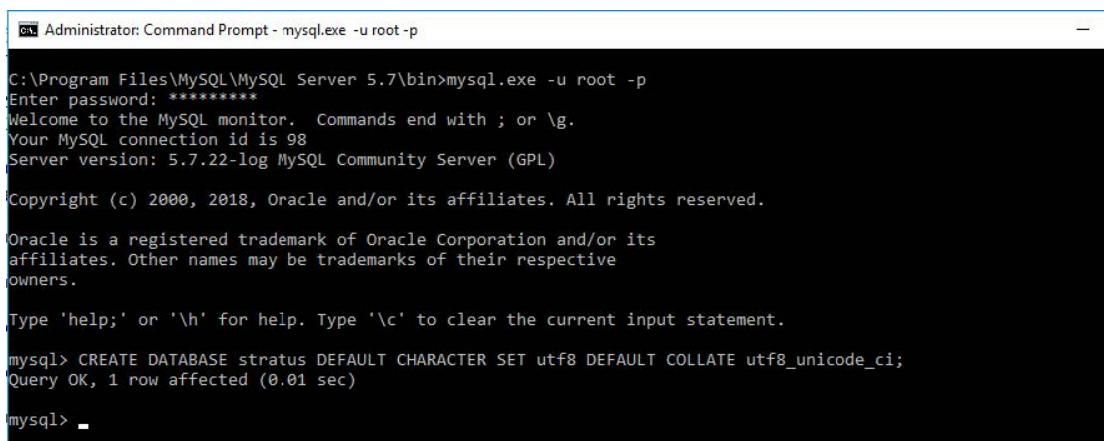 Administrator: Command Prompt - mysql.exe -u root -p
C:\Program Files\MySQL\MySQL Server 5.7\bin>mysql.exe -u root -p
Enter password: *********
Welcome to the MySQL monitor.  Commands end with ; or \g.
Your MySQL connection id is 98
Server version: 5.7.22-log MySQL Community Server (GPL)
Copyright (c) 2000, 2018, Oracle and/or its affiliates. All rights reserved.
Oracle is a registered trademark of Oracle Corporation and/or its
affiliates. Other names may be trademarks of their respective
owners.
Type 'help;' or '\h' for help. Type '\c' to clear the current input statement.
mysql> CREATE DATABASE stratus DEFAULT CHARACTER SET utf8 DEFAULT COLLATE utf8_unicode_ci;
Query OK, 1 row affected (0.01 sec)
mysql>